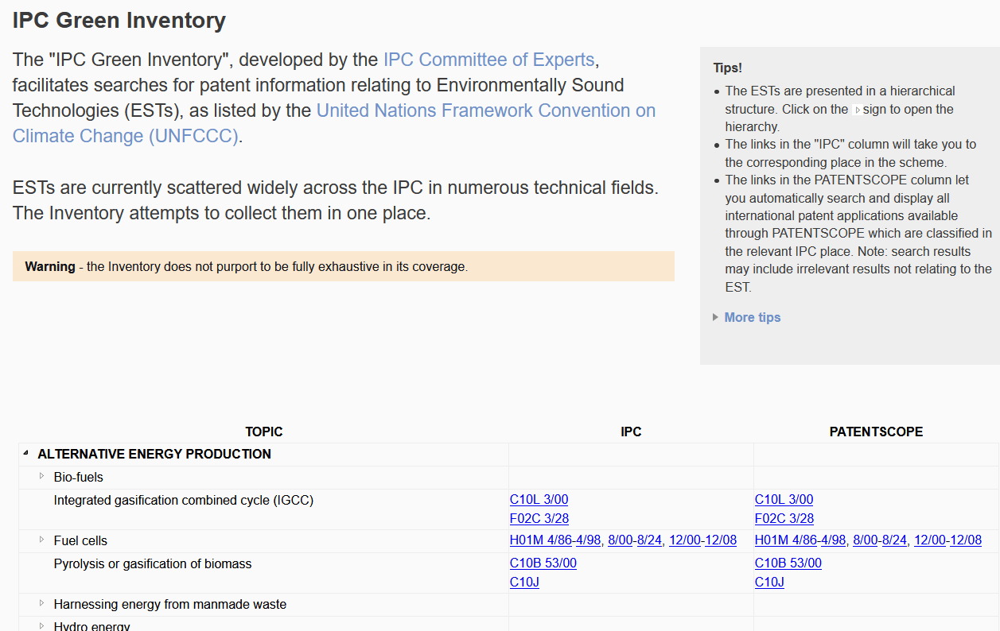 IPC Green Inventory
The "IPC Green Inventory", developed by the IPC Committee of Experts,
facilitates searches for patent information relating to Environmentally Sound
Technologies (ESTs), as listed by the United Nations Framework Convention on
Climate Change (UNFCCC).
ESTs are currently scattered widely across the IPC in numerous technical fields.
The Inventory attempts to collect them in one place.
Warning - the Inventory does not purport to be fully exhaustive in its coverage.
Tips!
• The ESTs are presented in a hierarchical
structure. Click on the ▷ sign to open the
hierarchy.
• The links in the "IPC" column will take you to
the corresponding place in the scheme.
• The links in the PATENTSCOPE column let
you automatically search and display all
international patent applications available
through PATENTSCOPE which are classified in
the relevant IPC place. Note: search results
may include irrelevant results not relating to the
EST.
More tips
TOPIC IPC PATENTSCOPE
ALTERNATIVE ENERGY PRODUCTION
Bio-fuels
Integrated gasification combined cycle (IGCC) C10L 3/00 C10L 3/00
F02C 3/28 F02C 3/28
Fuel cells H01M 4/86-4/98, 8/00-8/24, 12/00-12/08 H01M 4/86-4/98, 8/00-8/24, 12/00-12/08
Pyrolysis or gasification of biomass C10B 53/00 C10B 53/00
C10J C10J
Harnessing energy from manmade waste
Hydro energy